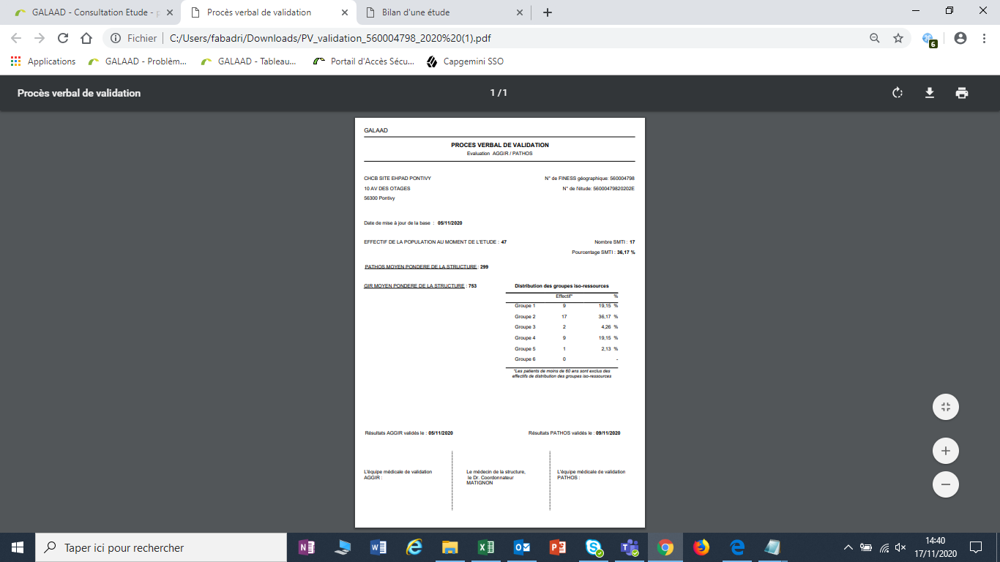 GALAAD - Consultation Etude - p
Procès verbal de validation
Bilan d'une étude
Fichier
C:/Users/fabadri/Downloads/PV_validation_560004798_2020%20(1).pdf
6
Applications
GALAAD - Problèm...
GALAAD - Tableau...
Portail d'Accès Sécu...
Capgemini SSO
Procès verbal de validation
1 / 1
GALAAD
PROCES VERBAL DE VALIDATION
Evaluation AGGIR / PATHOS
CHCB SITE EHPAD PONTIVY
N° de FINESS géographique: 560004798
10 AV DES OTAGES
N° de l'étude: 56000479820202E
56300 Pontivy
Date de mise à jour de la base : 05/11/2020
EFFECTIF DE LA POPULATION AU MOMENT DE L'ETUDE : 47
Nombre SMTI : 17
Pourcentage SMTI : 36,17 %
PATHOS MOYEN PONDERE DE LA STRUCTURE : 299
GIR MOYEN PONDERE DE LA STRUCTURE : 753
Distribution des groupes iso-ressources
Effectif* %
Groupe 1 9 19,15 %
Groupe 2 17 36,17 %
Groupe 3 2 4,26 %
Groupe 4 9 19,15 %
Groupe 5 1 2,13 %
Groupe 6 0 -
*Les patients de moins de 60 ans sont exclus des
effectifs de distribution des groupes iso-ressources
Résultats AGGIR validés le : 05/11/2020
Résultats PATHOS validés le : 09/11/2020
L'équipe médicale de validation
AGGIR :
Le médecin de la structure,
le Dr. Coordonnateur
MATIGNON
L'équipe médicale de validation
PATHOS :
Taper ici pour rechercher
14:40
17/11/2020